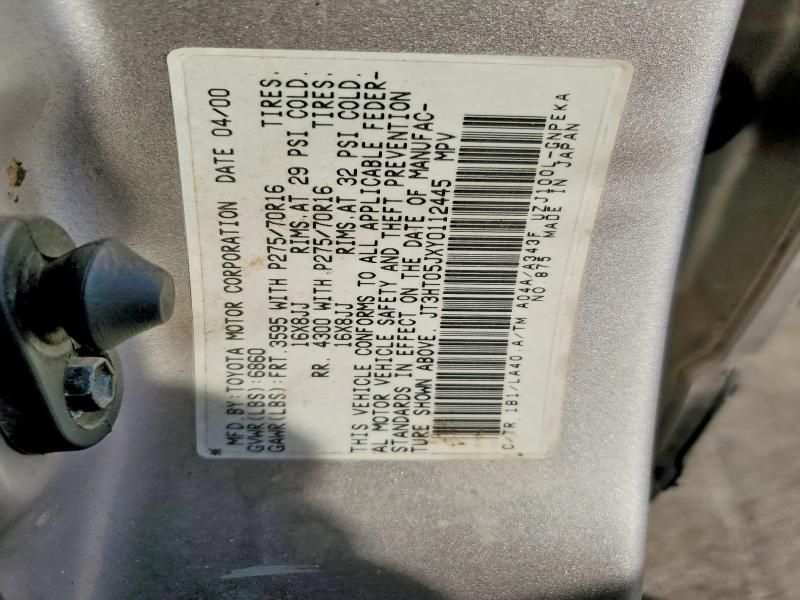 *MFD.BY:TOYOTA MOTOR CORPORATION DATE 04/00
GVWR(LBS):6860
GAWR(LBS):FRT.3595 WITH P275/70R16 TIRES.
16X8JJ RIMS.AT 29 PSI COLD.
RR. 4300 WITH P275/70R16 TIRES.
* 16X8JJ RIMS.AT 32 PSI COLD.
THIS VEHICLE CONFORMS TO ALL APPLICABLE FEDER-
AL MOTOR VEHICLE SAFETY AND THEFT PREVENTION
STANDARDS IN EFFECT ON THE DATE OF MANUFAC-
TURE SHOWN ABOVE. JT3HT05JXY0112445 MPV
C/TR.1B1/LA40.A/TM A04A/A343F UZJ100L-GNPEKA
NO.875 MADE IN JAPAN